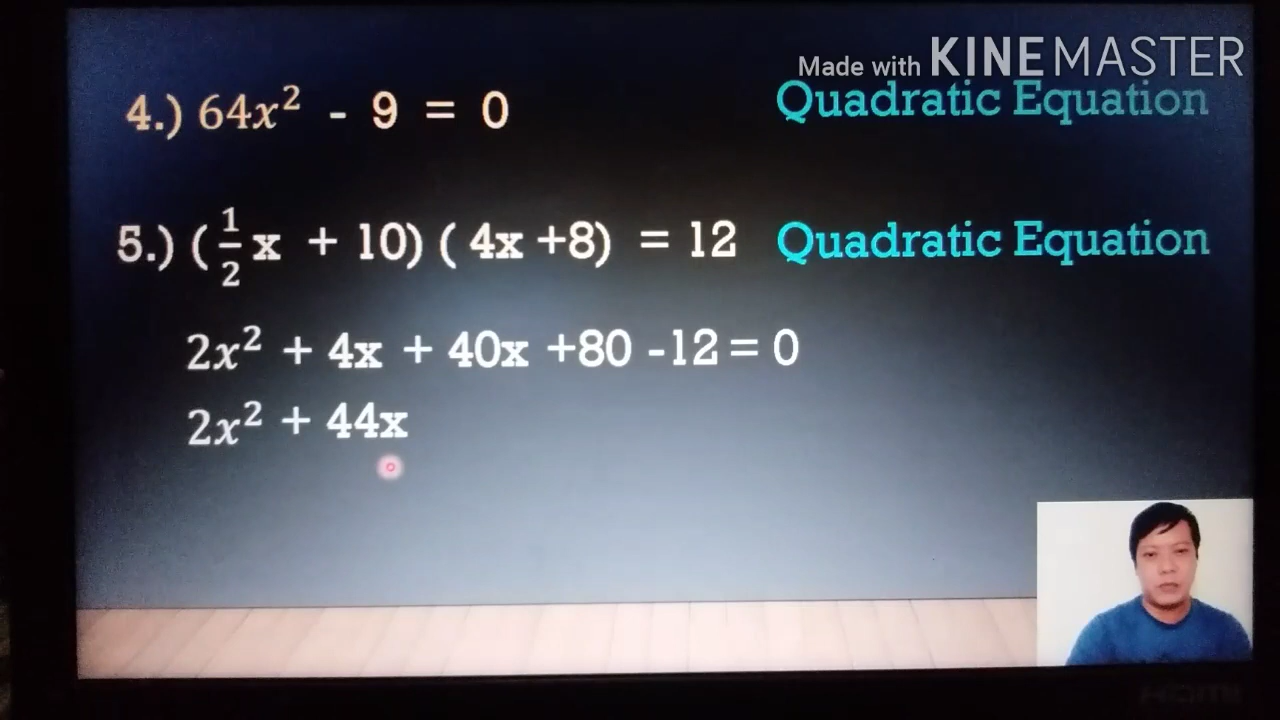 Made with KINEMASTER
4.) 64x² - 9 = 0 Quadratic Equation
5.) (½x + 10) ( 4x +8) = 12 Quadratic Equation
2x² + 4x + 40x +80 -12 = 0
2x² + 44x